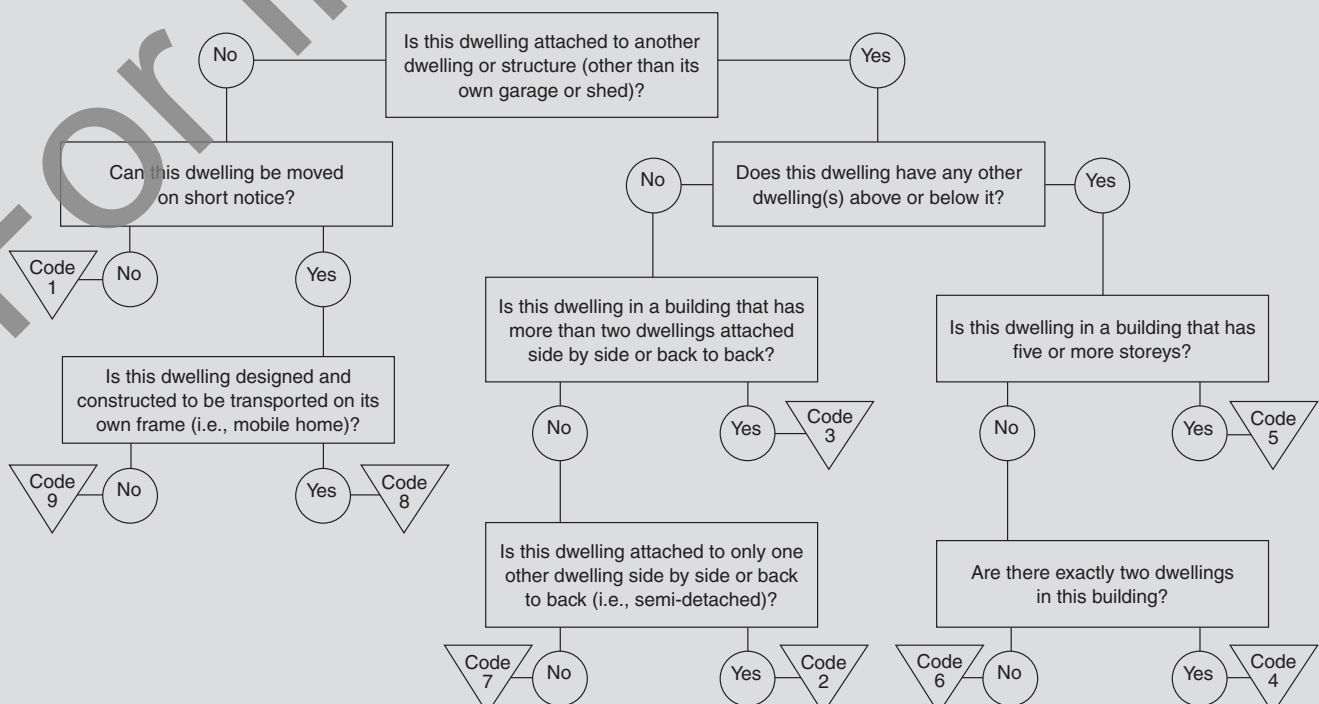 Is this dwelling attached to another
dwelling or structure (other than its
own garage or shed)?
No
Yes
Can this dwelling be moved
on short notice?
Does this dwelling have any other
dwelling(s) above or below it?
No
Yes
Code
1
No
Yes
Is this dwelling in a building that has
more than two dwellings attached
side by side or back to back?
Is this dwelling in a building that has
five or more storeys?
Is this dwelling designed and
constructed to be transported on its
own frame (i.e., mobile home)?
No
Yes
Code
3
No
Yes
Code
5
Code
9
No
Yes
Code
8
Is this dwelling attached to only one
other dwelling side by side or back
to back (i.e., semi-detached)?
Are there exactly two dwellings
in this building?
Code
7
No
Yes
Code
2
Code
6
No
Yes
Code
4